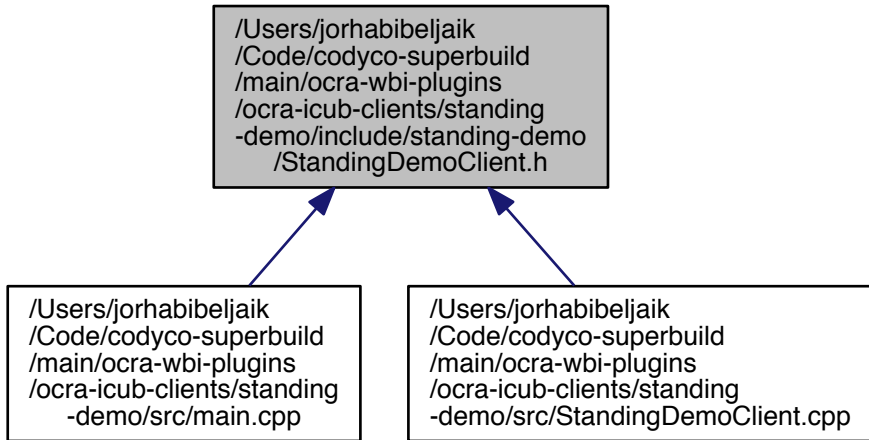 /Users/jorhabibeljaik
/Code/codyco-superbuild
/main/ocra-wbi-plugins
/ocra-icub-clients/standing
-demo/include/standing-demo
/StandingDemoClient.h
/Users/jorhabibeljaik
/Code/codyco-superbuild
/main/ocra-wbi-plugins
/ocra-icub-clients/standing
-demo/src/main.cpp
/Users/jorhabibeljaik
/Code/codyco-superbuild
/main/ocra-wbi-plugins
/ocra-icub-clients/standing
-demo/src/StandingDemoClient.cpp